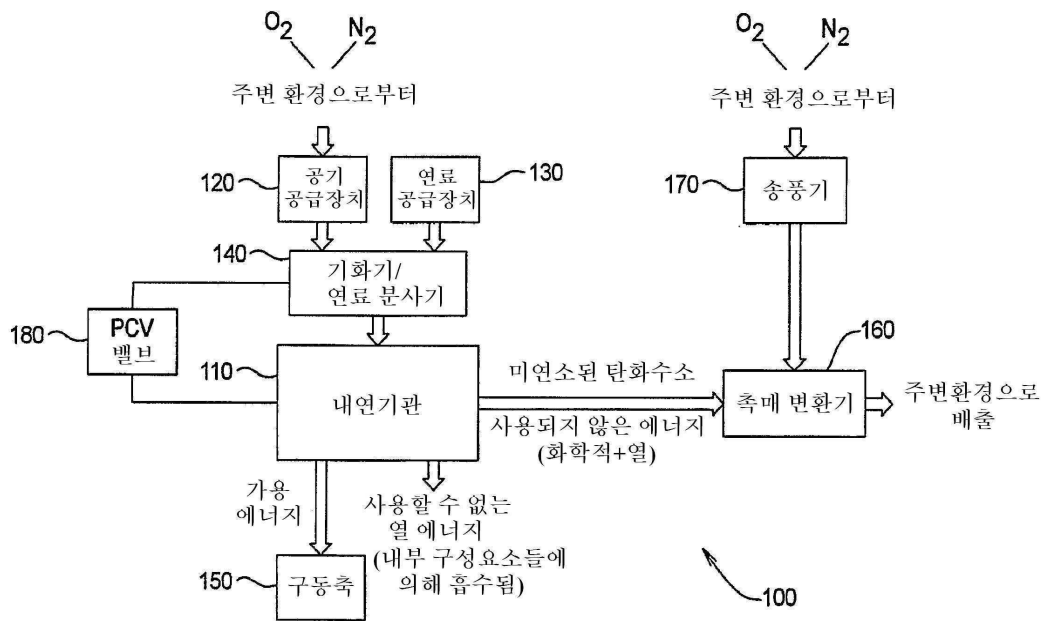 O₂ N₂
주변 환경으로부터
O₂ N₂
주변 환경으로부터
120
공기
공급장치
연료
공급장치
130
170
송풍기
140
기화기/
연료 분사기
180
PCV
밸브
110
내연기관
미연소된 탄화수소
사용되지 않은 에너지
(화학적+열)
160
촉매 변환기
주변환경으로
배출
가용
에너지
사용할 수 없는
열 에너지
(내부 구성요소들에
의해 흡수됨)
150
구동축
100